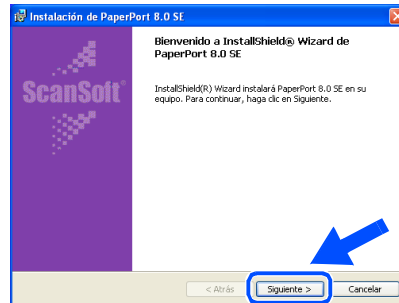 Instalación de PaperPort 8.0 SE
Bienvenido a InstallShield® Wizard de
PaperPort 8.0 SE
ScanSoft®
InstallShield(R) Wizard instalará PaperPort 8.0 SE en su
equipo. Para continuar, haga clic en Siguiente.
< Atrás
Siguiente >
Cancelar